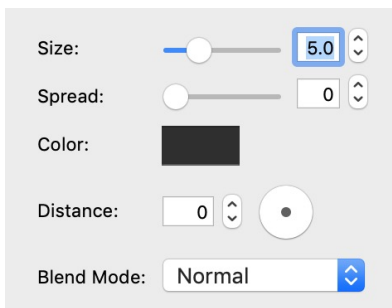 Size: 5.0
Spread: 0
Color:
Distance: 0
Blend Mode: Normal